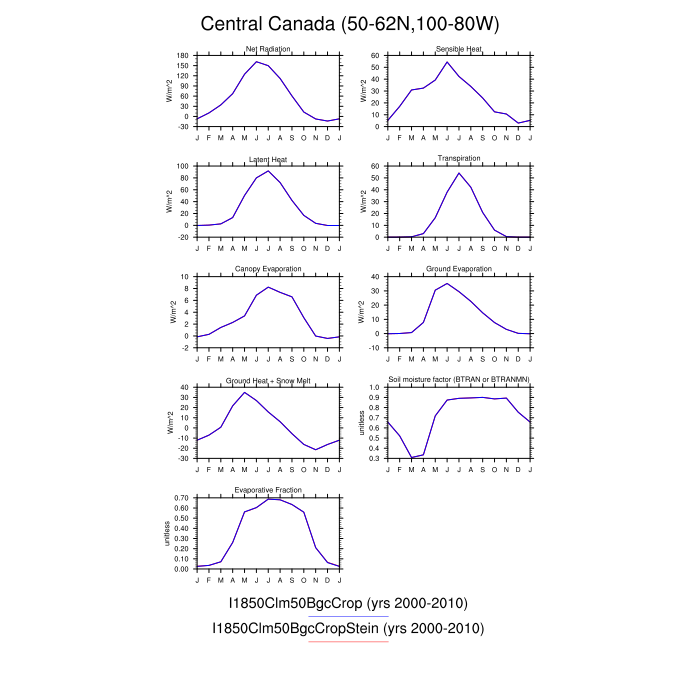 Central Canada (50-62N,100-80W)
Net Radiation
W/m^2
180
150
120
90
60
30
0
-30
J F M A M J J A S O N D J
Sensible Heat
W/m^2
60
50
40
30
20
10
0
J F M A M J J A S O N D J
Latent Heat
W/m^2
100
80
60
40
20
0
-20
J F M A M J J A S O N D J
Transpiration
W/m^2
60
50
40
30
20
10
0
J F M A M J J A S O N D J
Canopy Evaporation
W/m^2
10
8
6
4
2
0
-2
J F M A M J J A S O N D J
Ground Evaporation
W/m^2
40
30
20
10
0
-10
J F M A M J J A S O N D J
Ground Heat + Snow Melt
W/m^2
40
30
20
10
0
-10
-20
-30
J F M A M J J A S O N D J
Soil moisture factor (BTRAN or BTRANMN)
unitless
1.0
0.9
0.8
0.7
0.6
0.5
0.4
0.3
J F M A M J J A S O N D J
Evaporative Fraction
unitless
0.70
0.60
0.50
0.40
0.30
0.20
0.10
0.00
J F M A M J J A S O N D J
I1850Clm50BgcCrop (yrs 2000-2010)
I1850Clm50BgcCropStein (yrs 2000-2010)